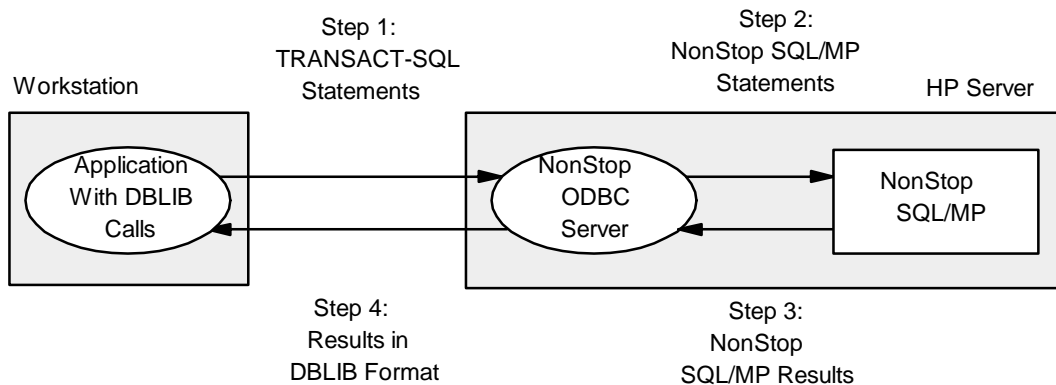 Step 1:
TRANSACT-SQL
Statements
Step 2:
NonStop SQL/MP
Statements
Workstation
HP Server
Application
With DBLIB
Calls
NonStop
ODBC
Server
NonStop
SQL/MP
Step 4:
Results in
DBLIB Format
Step 3:
NonStop
SQL/MP Results